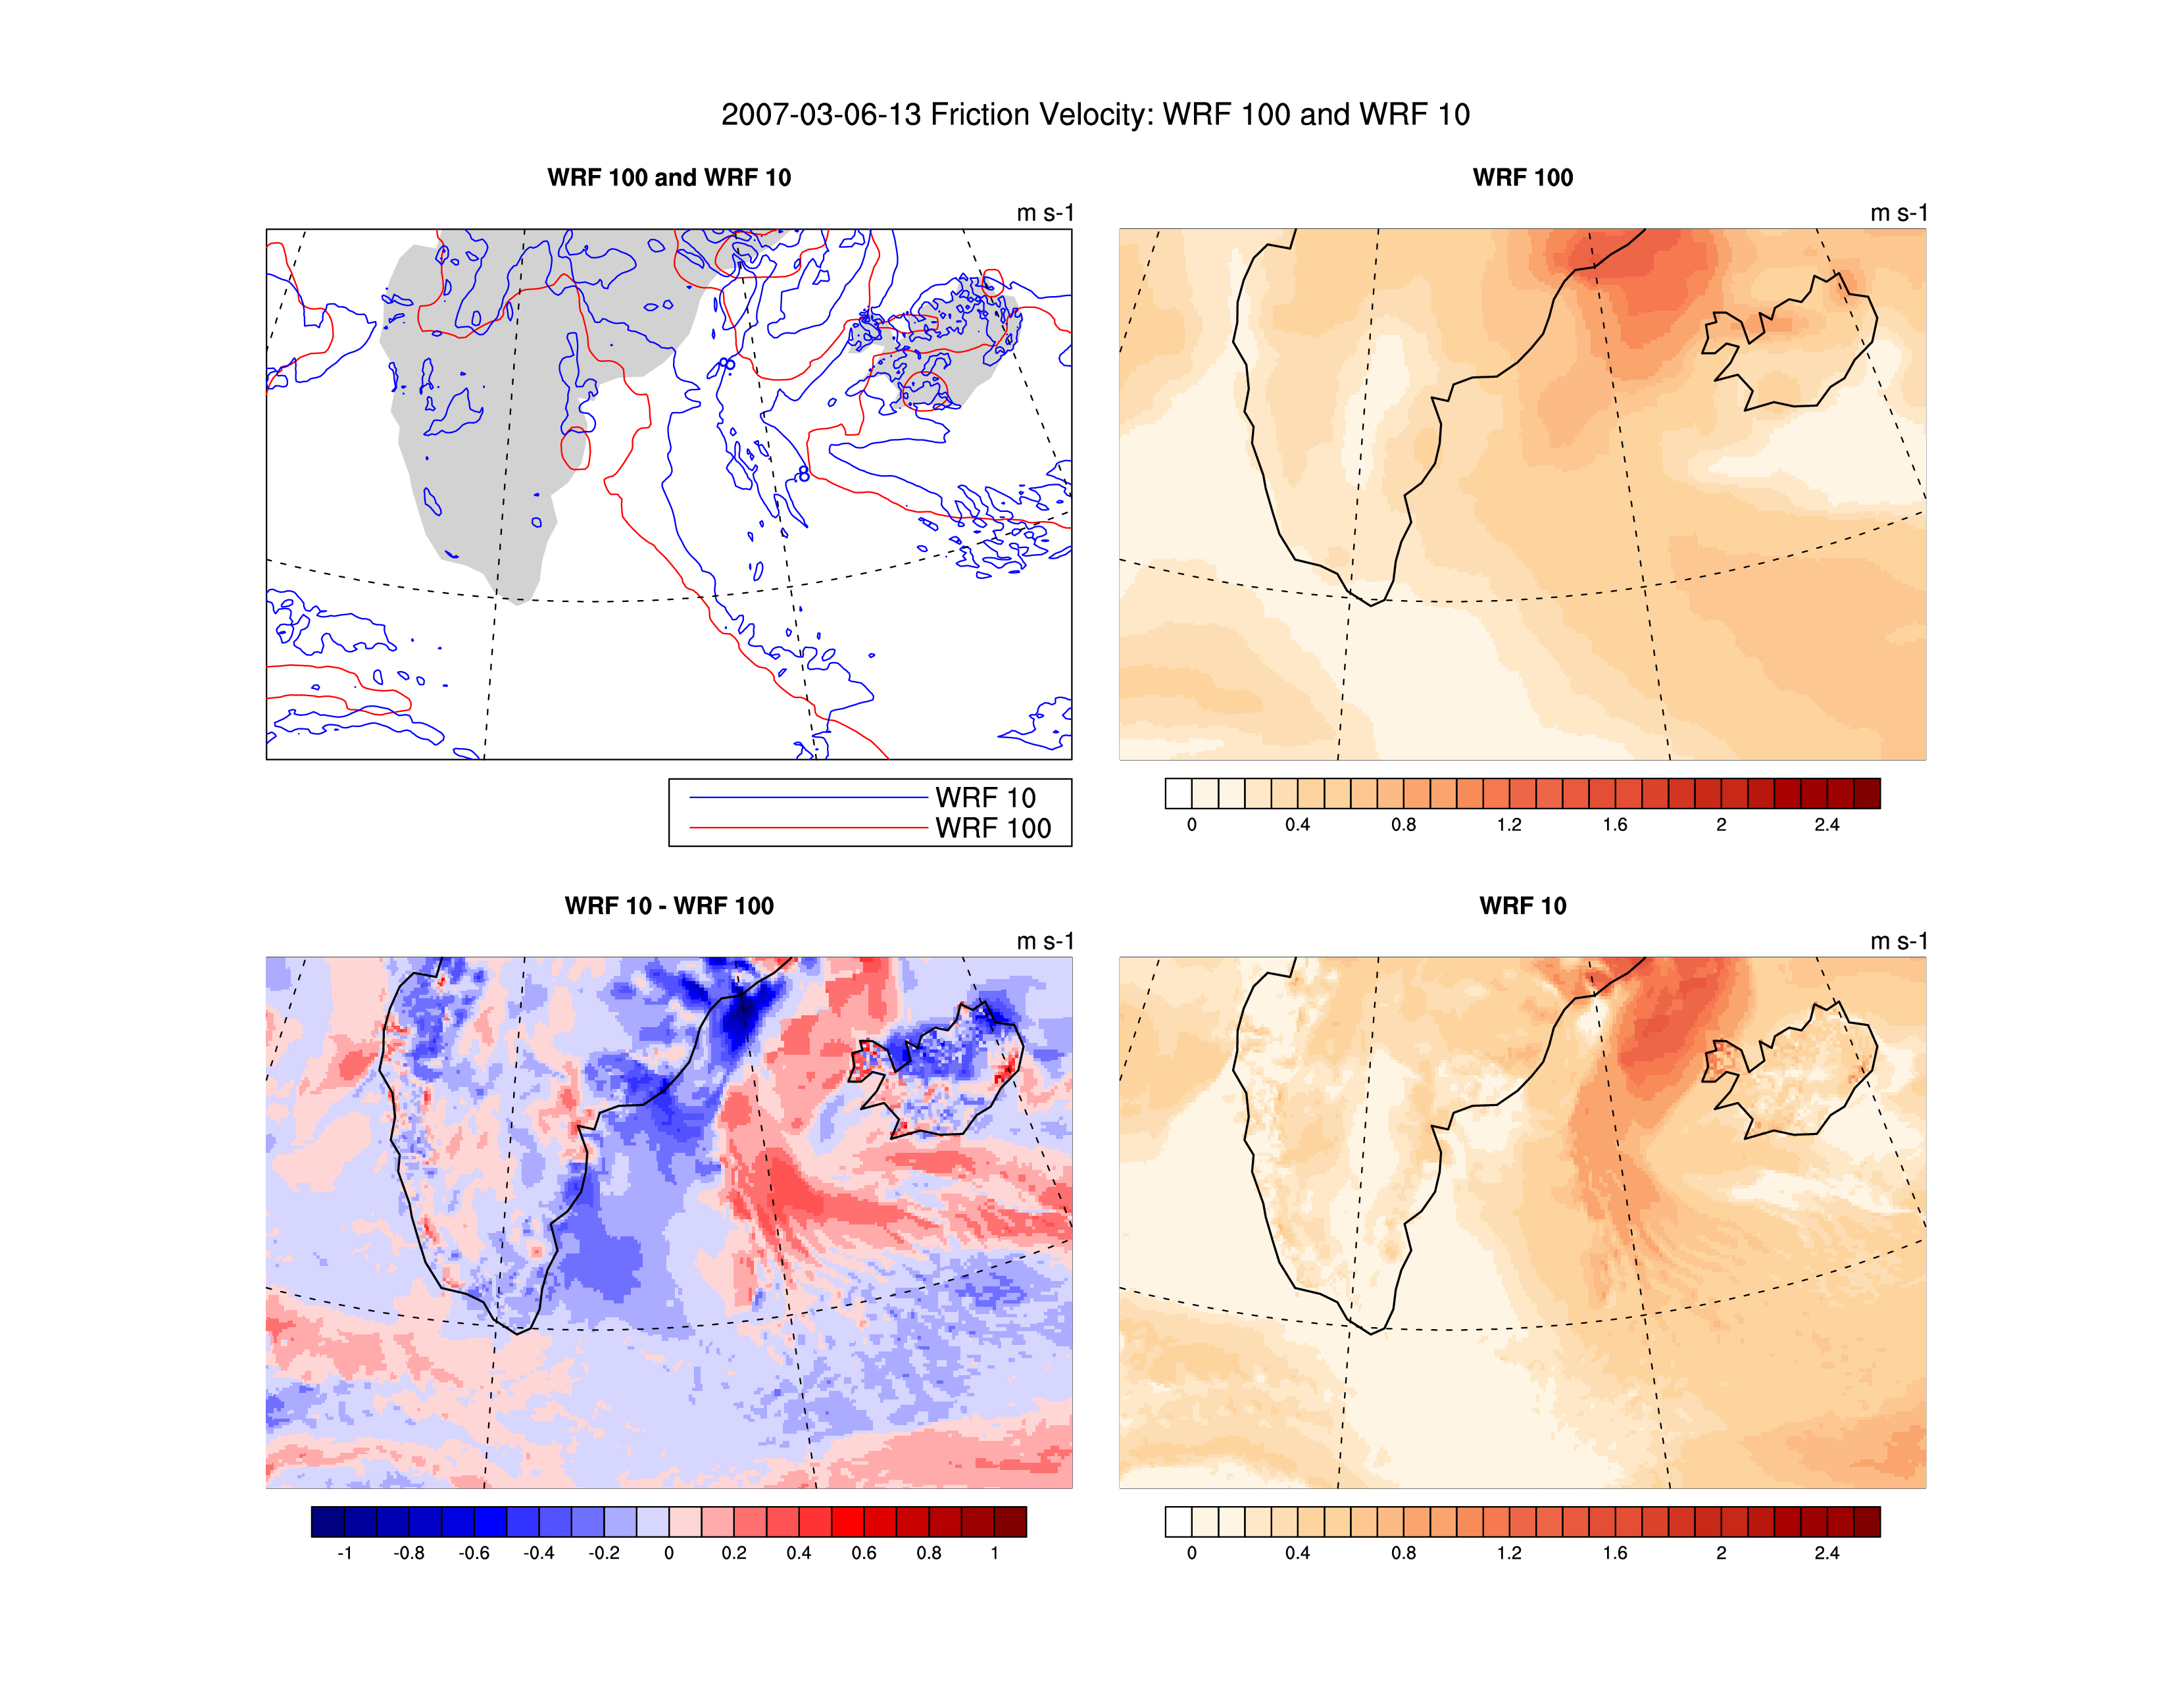 2007-03-06-13 Friction Velocity: WRF 100 and WRF 10
WRF 100 and WRF 10
m s-1
WRF 10
WRF 100
WRF 100
m s-1
0 0.4 0.8 1.2 1.6 2 2.4
WRF 10 - WRF 100
m s-1
-1 -0.8 -0.6 -0.4 -0.2 0 0.2 0.4 0.6 0.8 1
WRF 10
m s-1
0 0.4 0.8 1.2 1.6 2 2.4